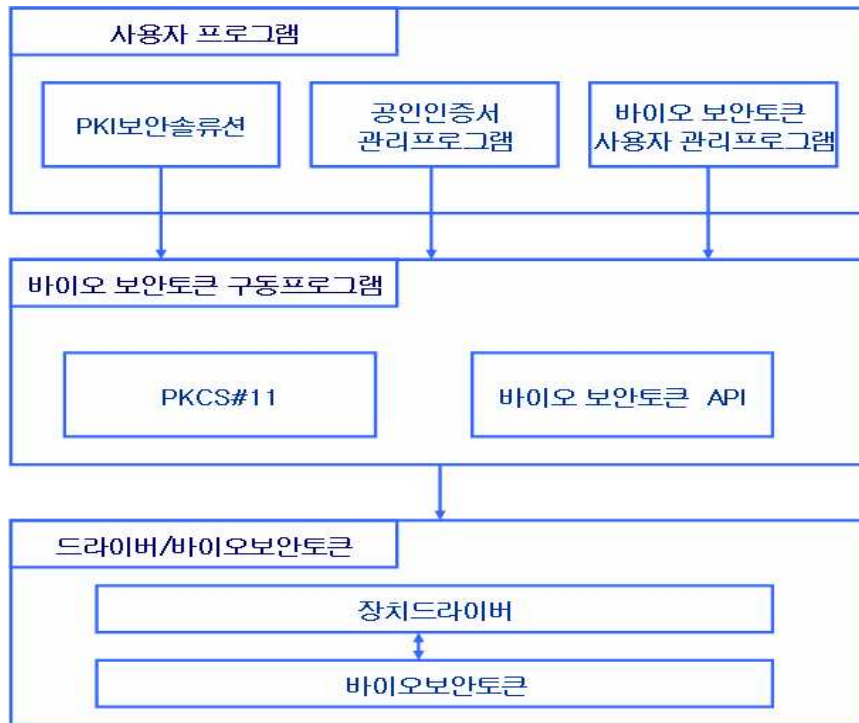 사용자 프로그램
PKI보안솔류션
공인인증서
관리프로그램
바이오 보안토큰
사용자 관리프로그램
바이오 보안토큰 구동프로그램
PKCS#11
바이오 보안토큰 API
드라이버/바이오보안토큰
장치드라이버
바이오보안토큰